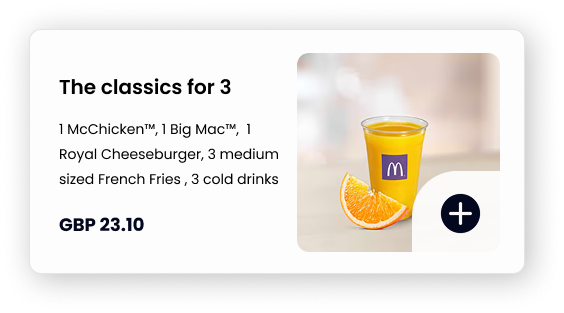 The classics for 3
1 McChicken™, 1 Big Mac™,  1
Royal Cheeseburger, 3 medium
sized French Fries , 3 cold drinks
GBP 23.10
M